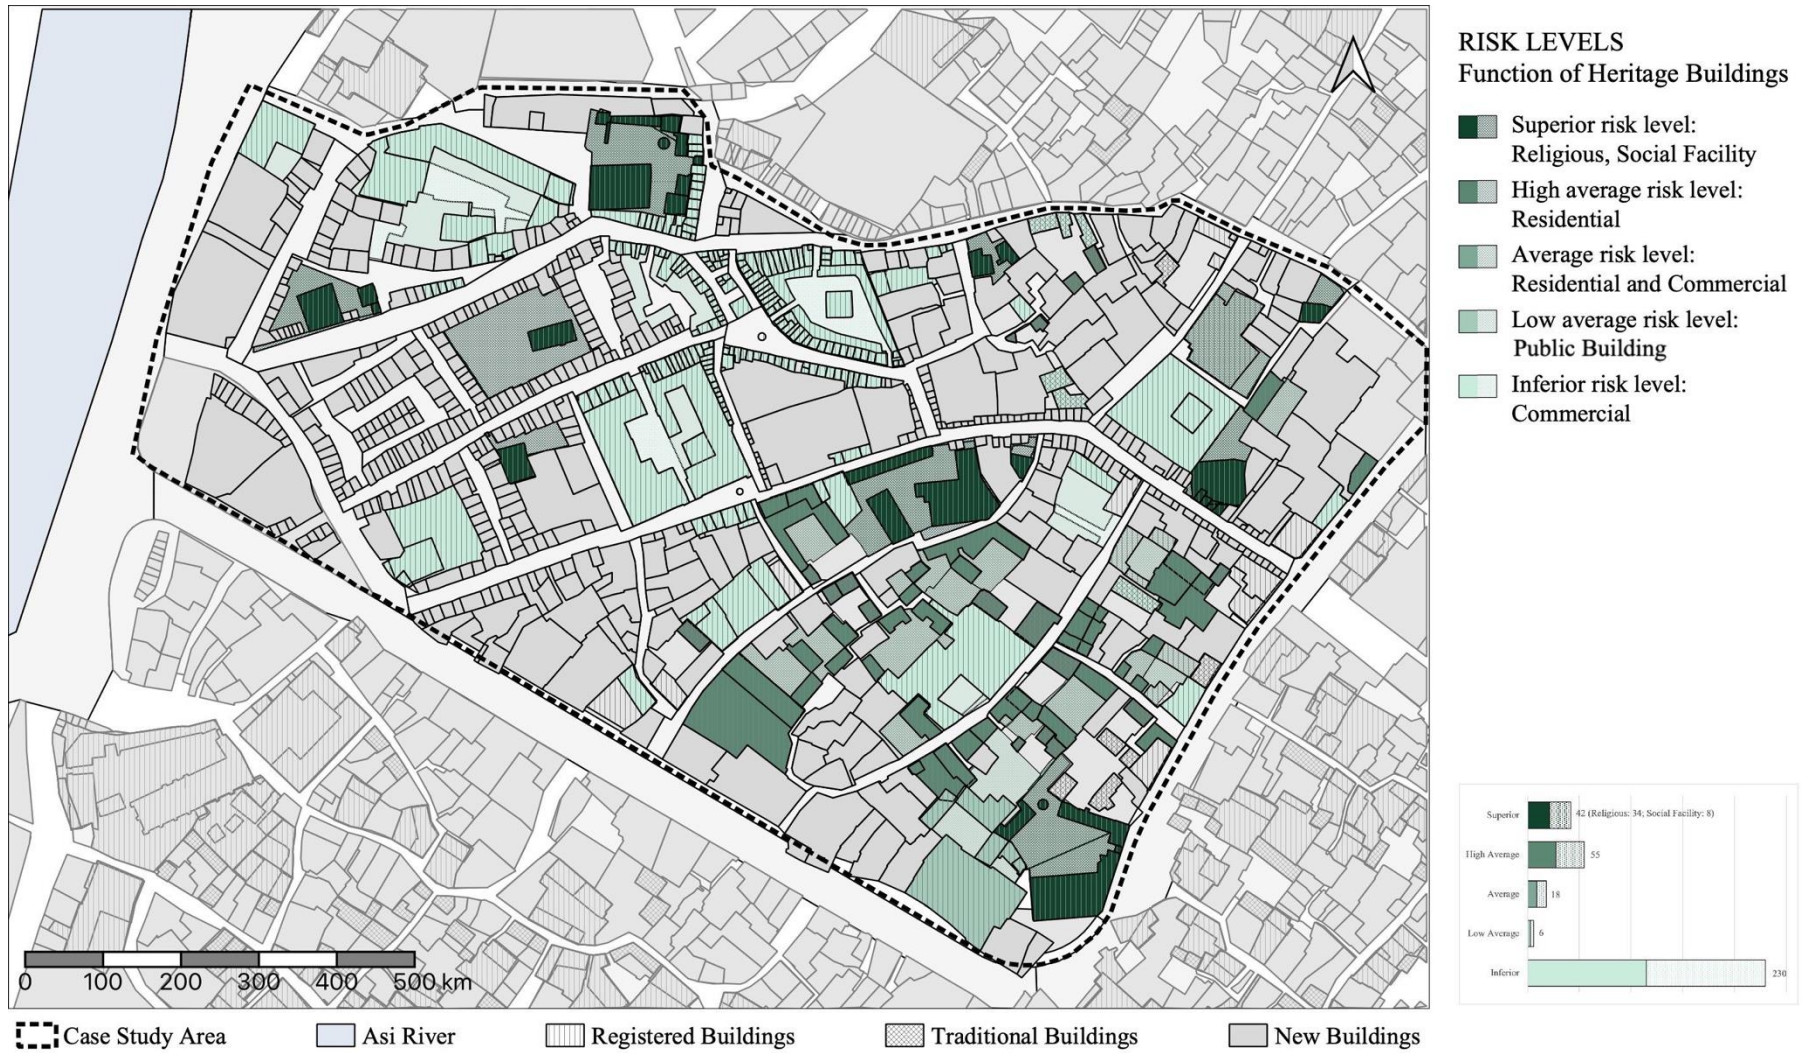 RISK LEVELS
Function of Heritage Buildings
Superior risk level:
Religious, Social Facility
High average risk level:
Residential
Average risk level:
Residential and Commercial
Low average risk level:
Public Building
Inferior risk level:
Commercial
Superior 42 (Religious: 34; Social Facility: 8)
High Average 55
Average 18
Low Average 6
Inferior 230
0 100 200 300 400 500 km
Case Study Area Asi River Registered Buildings Traditional Buildings New Buildings